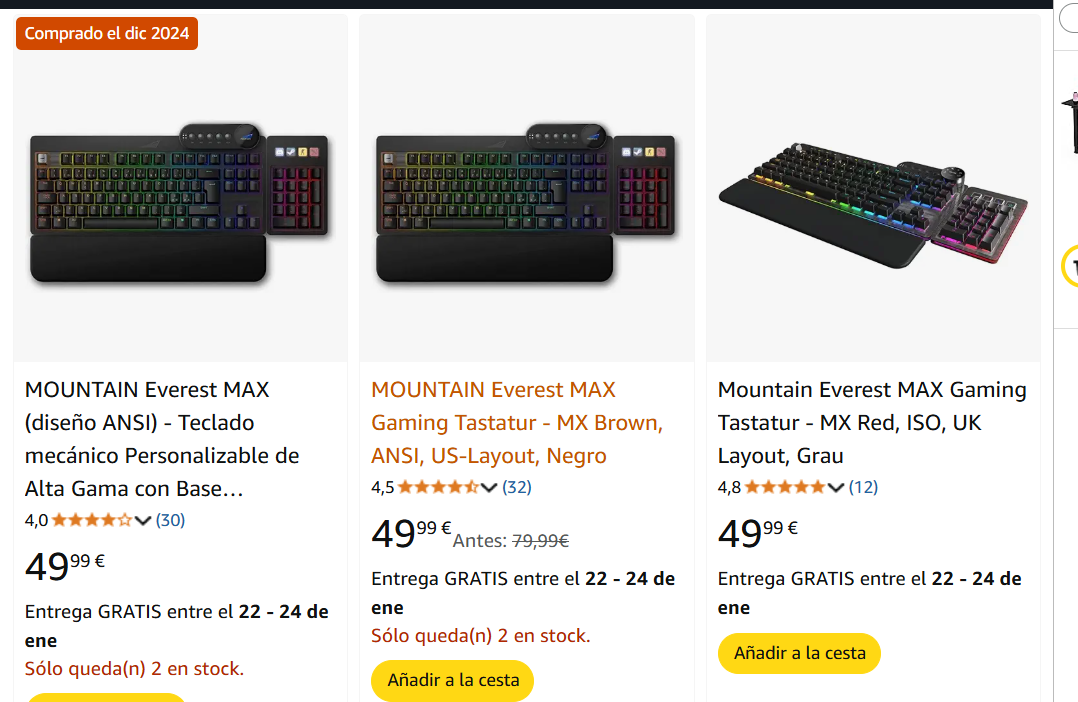 Comprado el dic 2024
MOUNTAIN Everest MAX
(diseño ANSI) - Teclado
mecánico Personalizable de
Alta Gama con Base…
4,0 (30)
49,99 €
Entrega GRATIS entre el 22 - 24 de
ene
Sólo queda(n) 2 en stock.
MOUNTAIN Everest MAX
Gaming Tastatur - MX Brown,
ANSI, US-Layout, Negro
4,5 (32)
49,99 € Antes: 79,99€
Entrega GRATIS entre el 22 - 24 de
ene
Sólo queda(n) 2 en stock.
Añadir a la cesta
Mountain Everest MAX Gaming
Tastatur - MX Red, ISO, UK
Layout, Grau
4,8 (12)
49,99 €
Entrega GRATIS entre el 22 - 24 de
ene
Añadir a la cesta